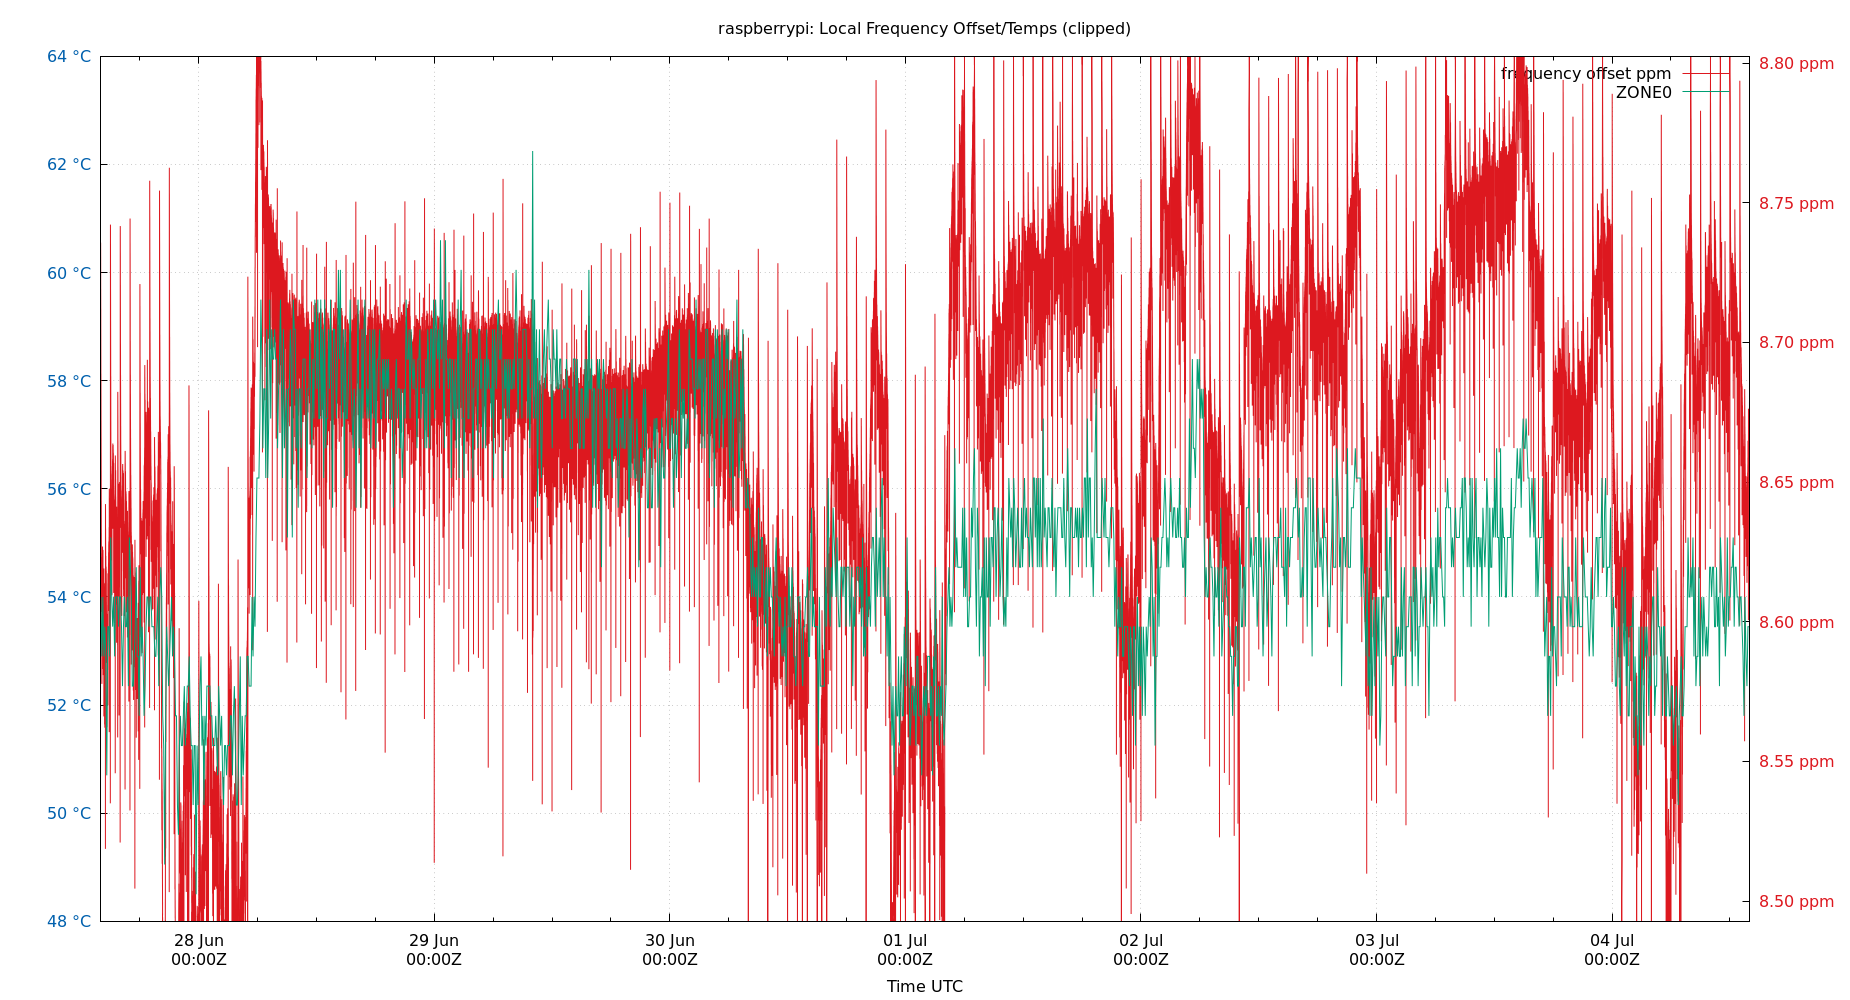 raspberrypi: Local Frequency Offset/Temps (clipped)
64 °C
62 °C
60 °C
58 °C
56 °C
54 °C
52 °C
50 °C
48 °C
frequency offset ppm
ZONE0
8.80 ppm
8.75 ppm
8.70 ppm
8.65 ppm
8.60 ppm
8.55 ppm
8.50 ppm
28 Jun 29 Jun 30 Jun 01 Jul 02 Jul 03 Jul 04 Jul
00:00Z 00:00Z 00:00Z 00:00Z 00:00Z 00:00Z 00:00Z
Time UTC